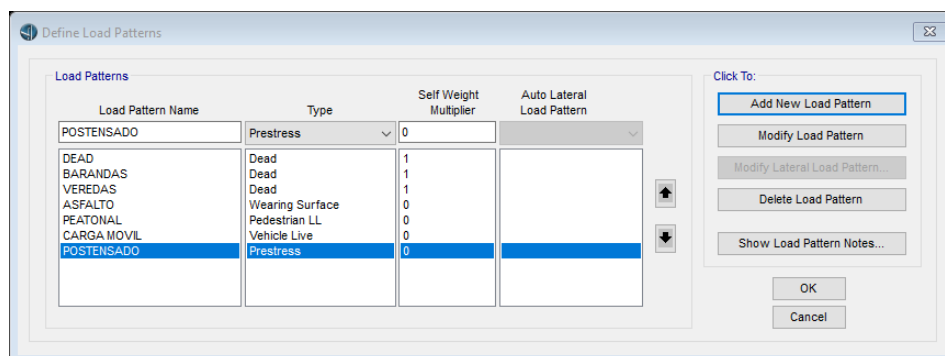 Define Load Patterns
Load Patterns
Click To:
Load Pattern Name Type Self Weight Multiplier Auto Lateral Load Pattern
POSTENSADO Prestress 0
DEAD Dead 1
BARANDAS Dead 1
VEREDAS Dead 1
ASFALTO Wearing Surface 0
PEATONAL Pedestrian LL 0
CARGA MOVIL Vehicle Live 0
POSTENSADO Prestress 0
Add New Load Pattern
Modify Load Pattern
Modify Lateral Load Pattern...
Delete Load Pattern
Show Load Pattern Notes...
OK
Cancel